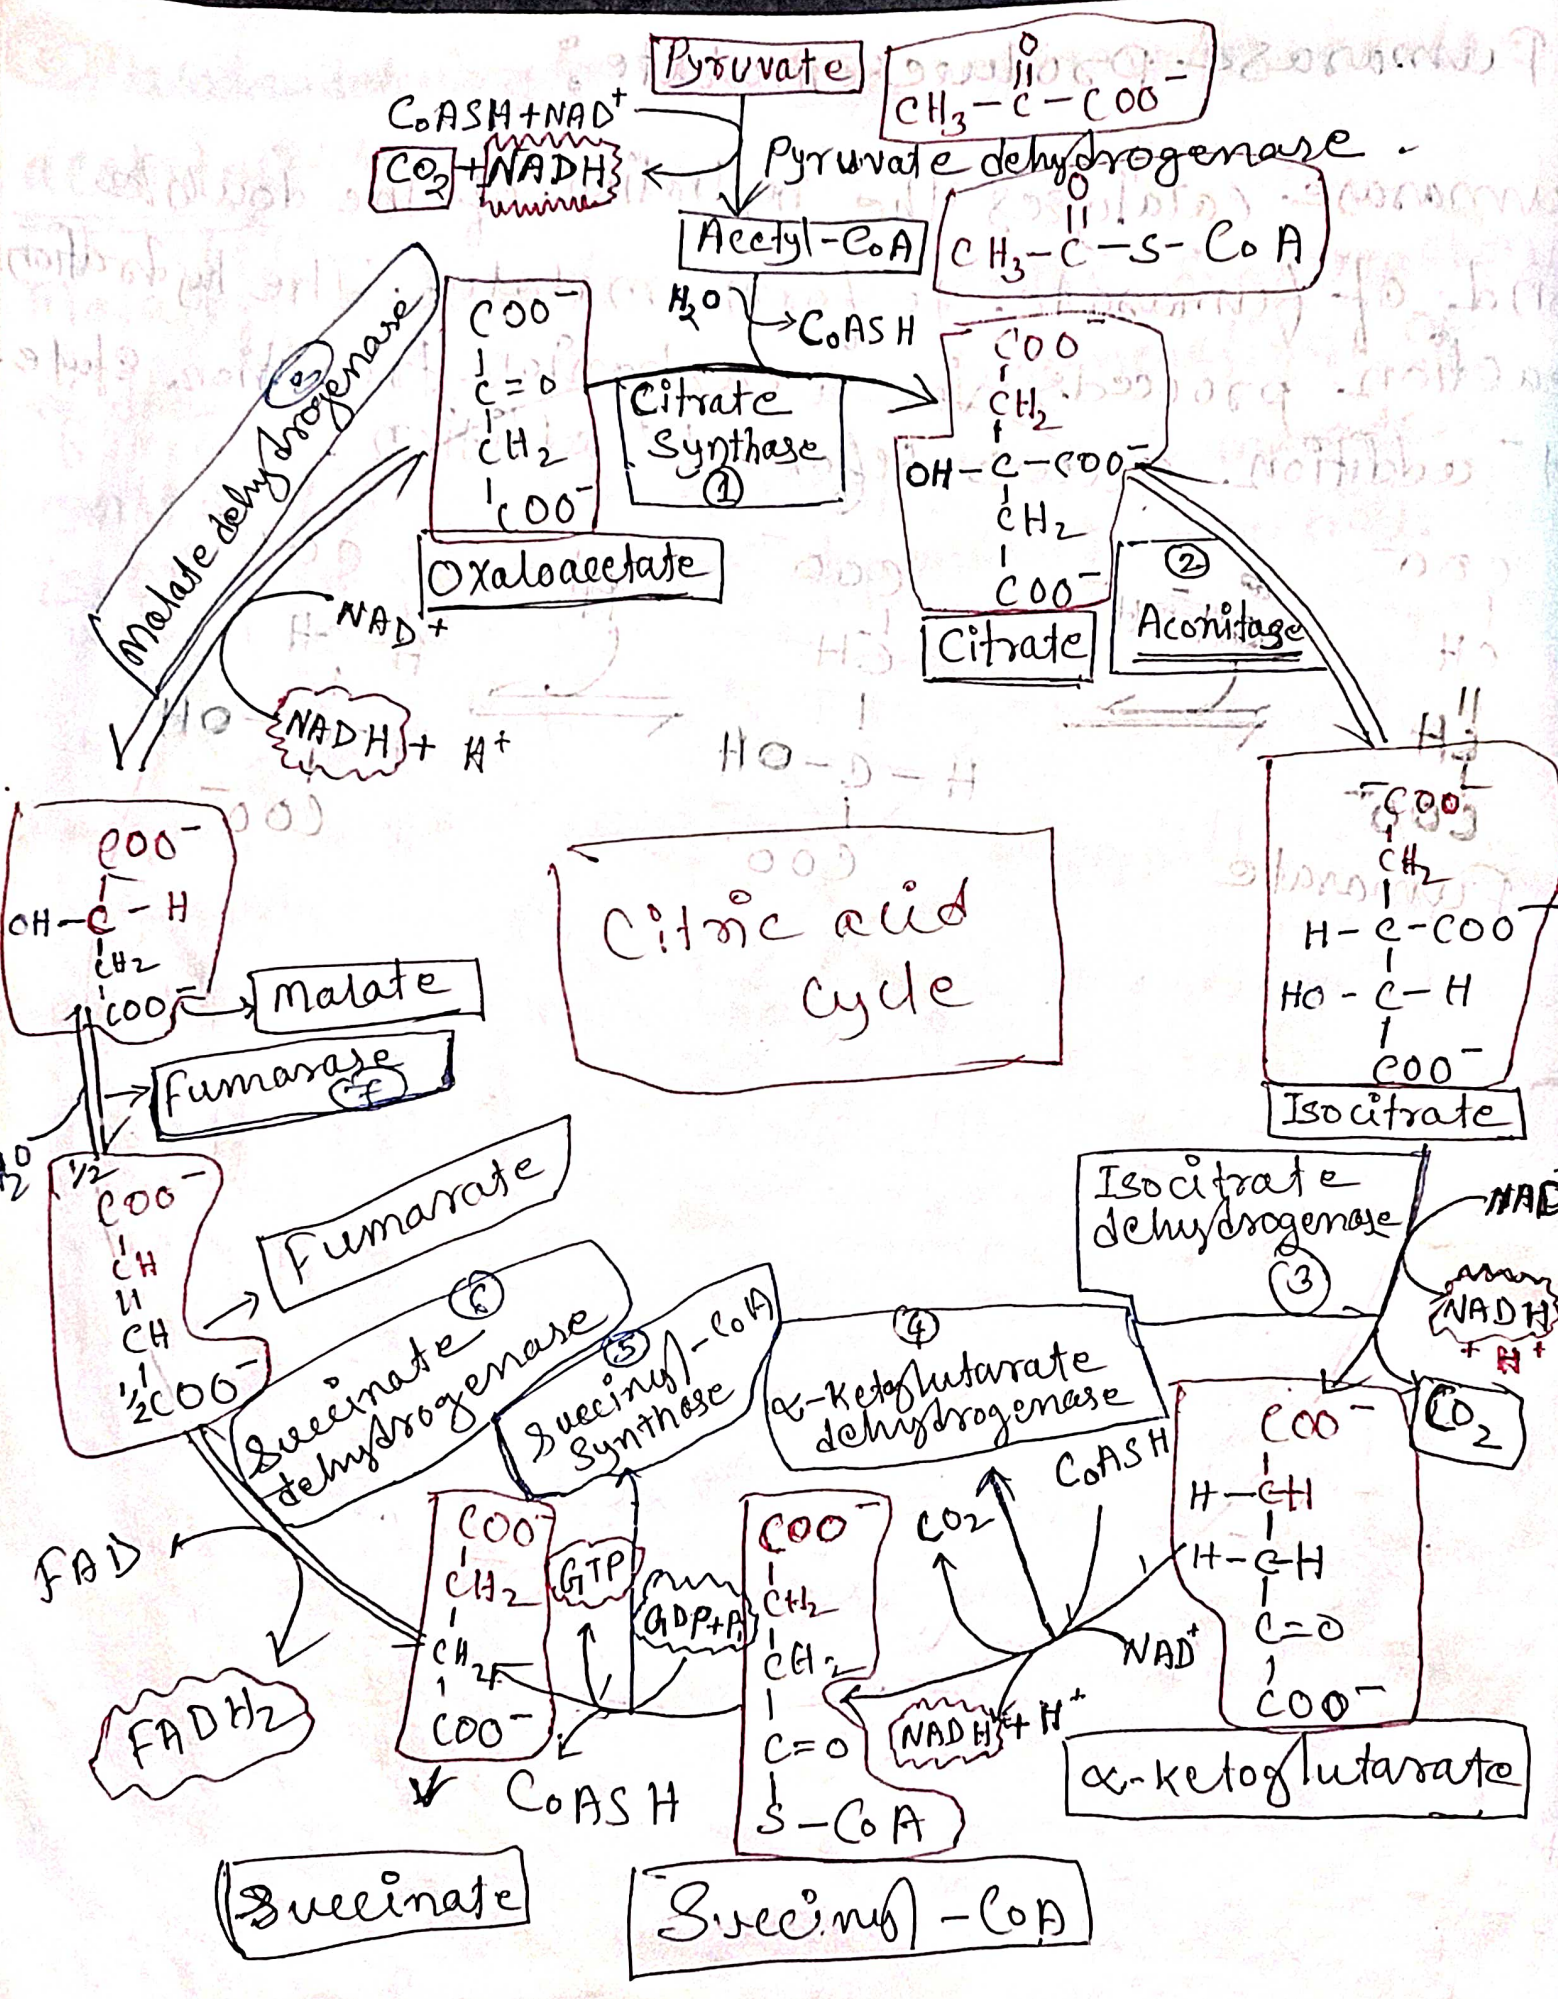 Pyruvate
O
||
CH3 - C - COO-
CoASH + NAD+
CO2 + NADH
Pyruvate dehydrogenase.
Acetyl-CoA
O
||
CH3 - C - S - CoA
H2O
CoASH
COO-
C = O
CH2
COO-
Oxaloacetate
Citrate
Synthase
1
COO-
CH2
OH - C - COO-
CH2
COO-
Citrate
2
Aconitase
Malate dehydrogenase
8
NAD+
NADH + H+
-COO-
CH2
H - C - COO-
HO - C - H
COO-
Isocitrate
COO-
OH - C - H
CH2
COO-
Malate
Fumarase
7
Citric acid
cycle
Isocitrate
dehydrogenase
3
NADH
+ H+
CO2
1/2
COO-
CH
||
CH
1/2 COO-
Fumarate
Succinate
dehydrogenase
6
FAD
FADH2
5
Succinyl-CoA
Synthase
4
α-Ketoglutarate
dehydrogenase
COO-
CH2
CH2
COO-
Succinate
GTP
GDP + Pi
CoASH
COO-
CH2
CH2
C = O
S - CoA
Succinyl-CoA
CO2
CoASH
NAD+
NADH + H+
COO-
H - CH
H - C - H
C = O
COO-
α-Ketoglutarate